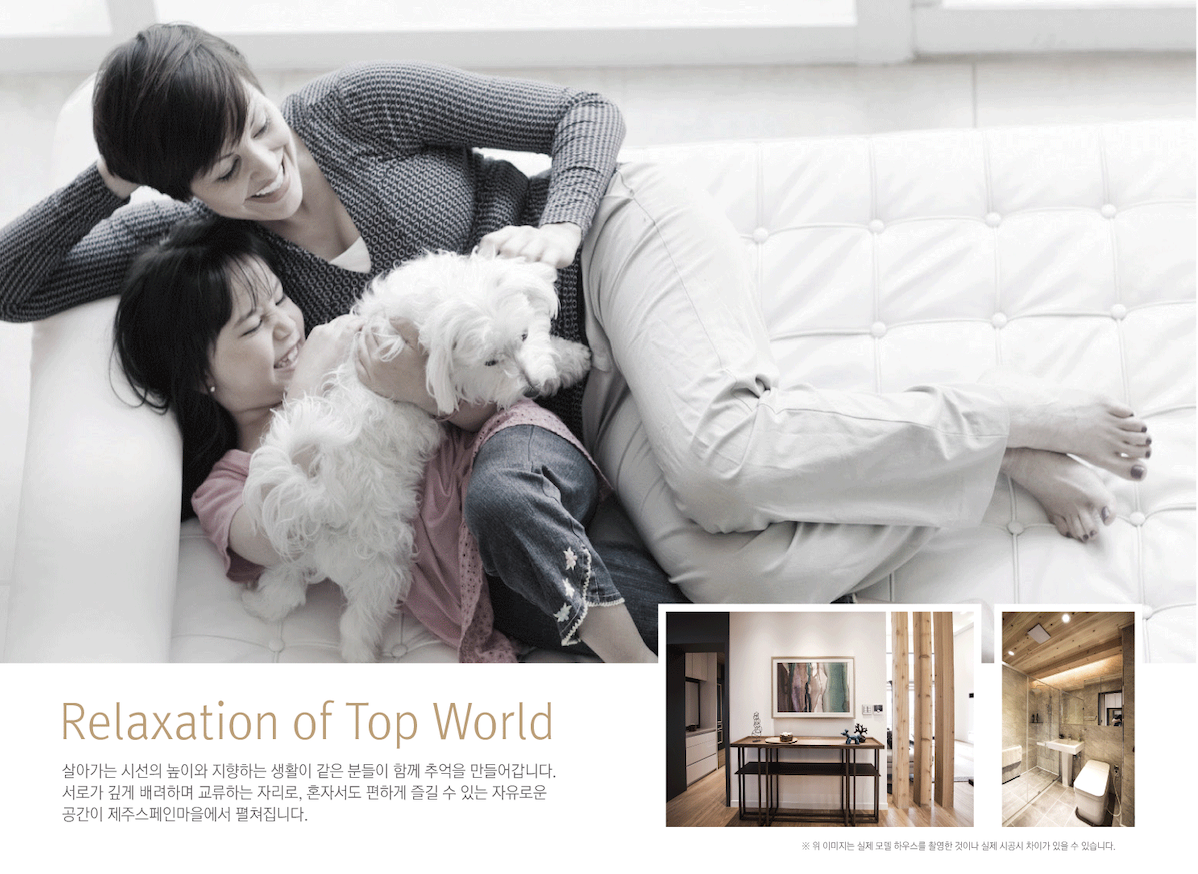 Relaxation of Top World
살아가는 시선의 높이와 지향하는 생활이 같은 분들이 함께 추억을 만들어갑니다.
서로가 깊게 배려하며 교류하는 자리로, 혼자서도 편하게 즐길 수 있는 자유로운
공간이 제주스페인마을에서 펼쳐집니다.
※ 위 이미지는 실제 모델 하우스를 촬영한 것이나 실제 시공시 차이가 있을 수 있습니다.